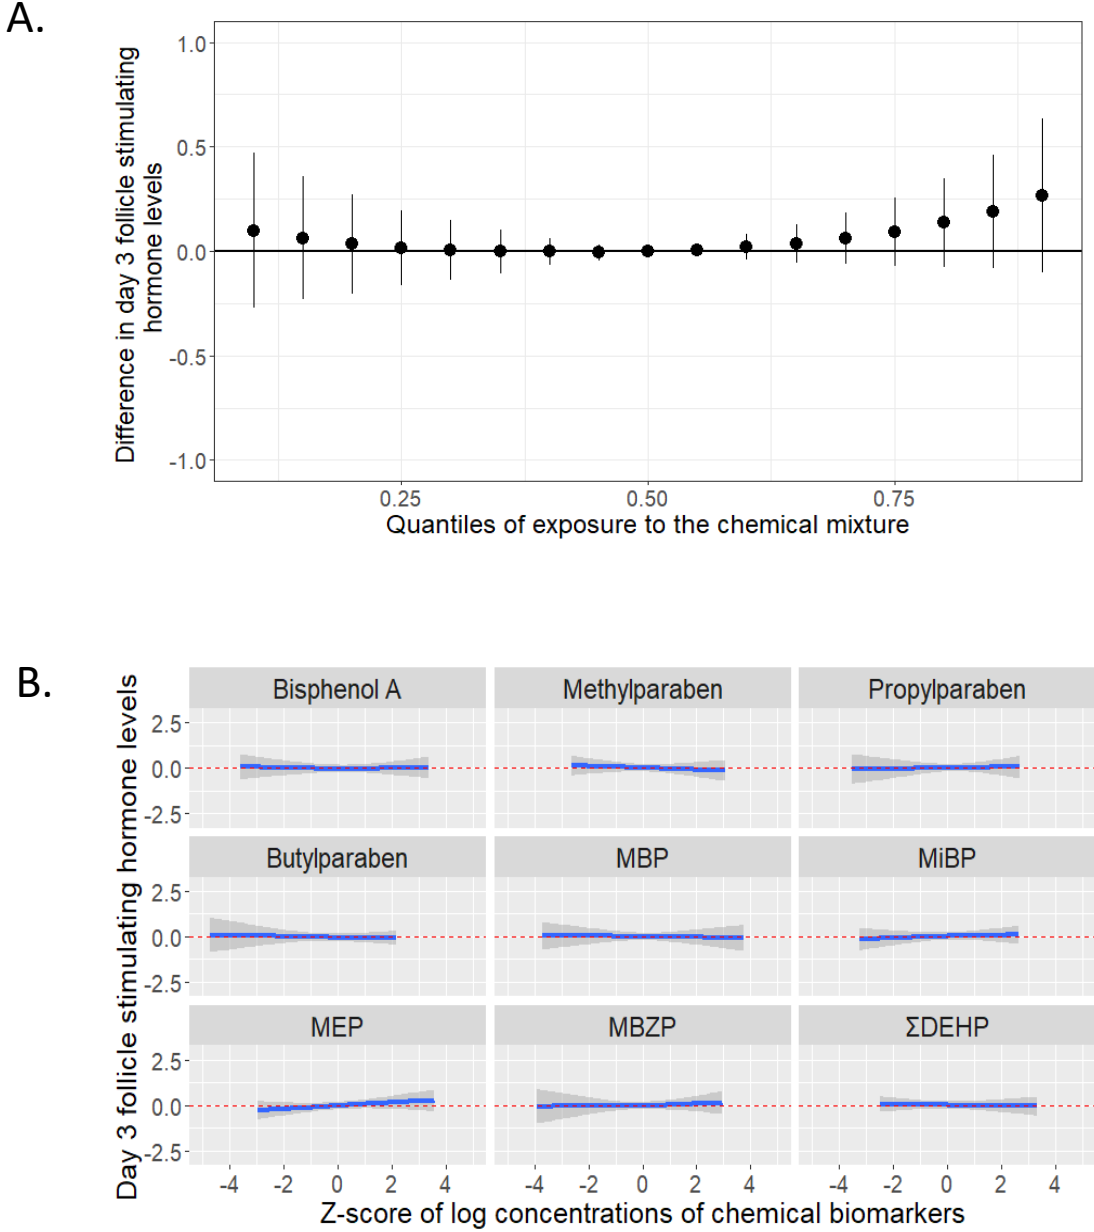 A.
Difference in day 3 follicle stimulating
hormone levels
1.0
0.5
0.0
-0.5
-1.0
0.25 0.50 0.75
Quantiles of exposure to the chemical mixture
B.
Day 3 follicle stimulating hormone levels
Bisphenol A Methylparaben Propylparaben
2.5
0.0
-2.5
Butylparaben MBP MiBP
2.5
0.0
-2.5
MEP MBZP ΣDEHP
2.5
0.0
-2.5
-4 -2 0 2 4 -4 -2 0 2 4 -4 -2 0 2 4
Z-score of log concentrations of chemical biomarkers